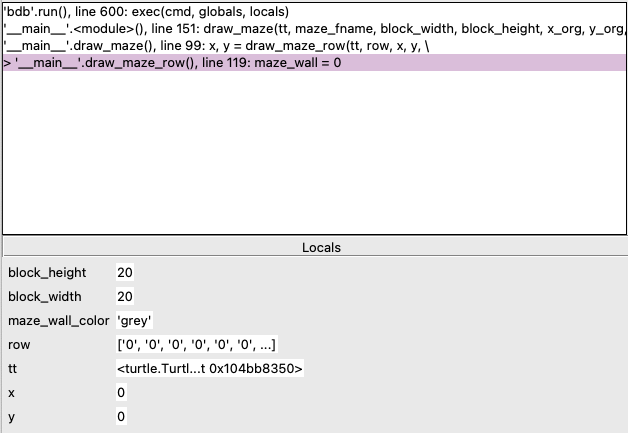 'bdb'.run(), line 600: exec(cmd, globals, locals)
'__main__'.<module>(), line 151: draw_maze(tt, maze_fname, block_width, block_height, x_org, y_org,
'__main__'.draw_maze(), line 99: x, y = draw_maze_row(tt, row, x, y, \
> '__main__'.draw_maze_row(), line 119: maze_wall = 0
Locals
block_height 20
block_width 20
maze_wall_color 'grey'
row ['0', '0', '0', '0', '0', '0', ...]
tt <turtle.Turtl...t 0x104bb8350>
x 0
y 0